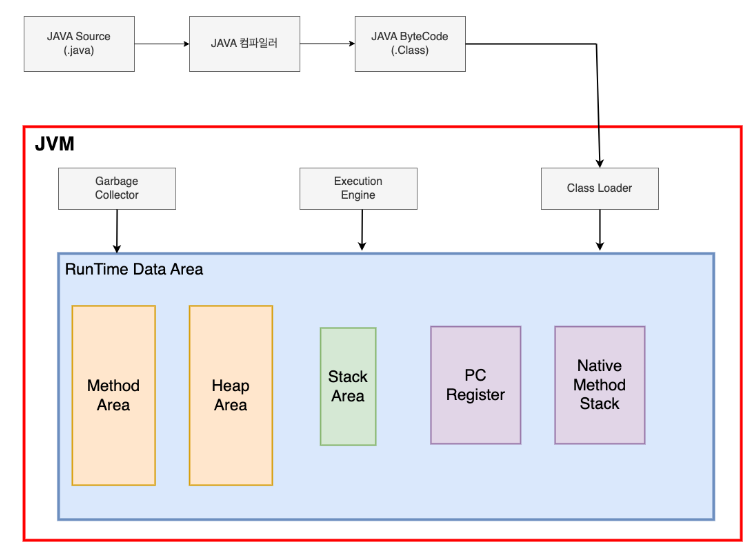 JAVA Source
(.java)
JAVA 컴파일러
JAVA ByteCode
(.Class)
JVM
Garbage
Collector
Execution
Engine
Class Loader
RunTime Data Area
Method
Area
Heap
Area
Stack
Area
PC
Register
Native
Method
Stack